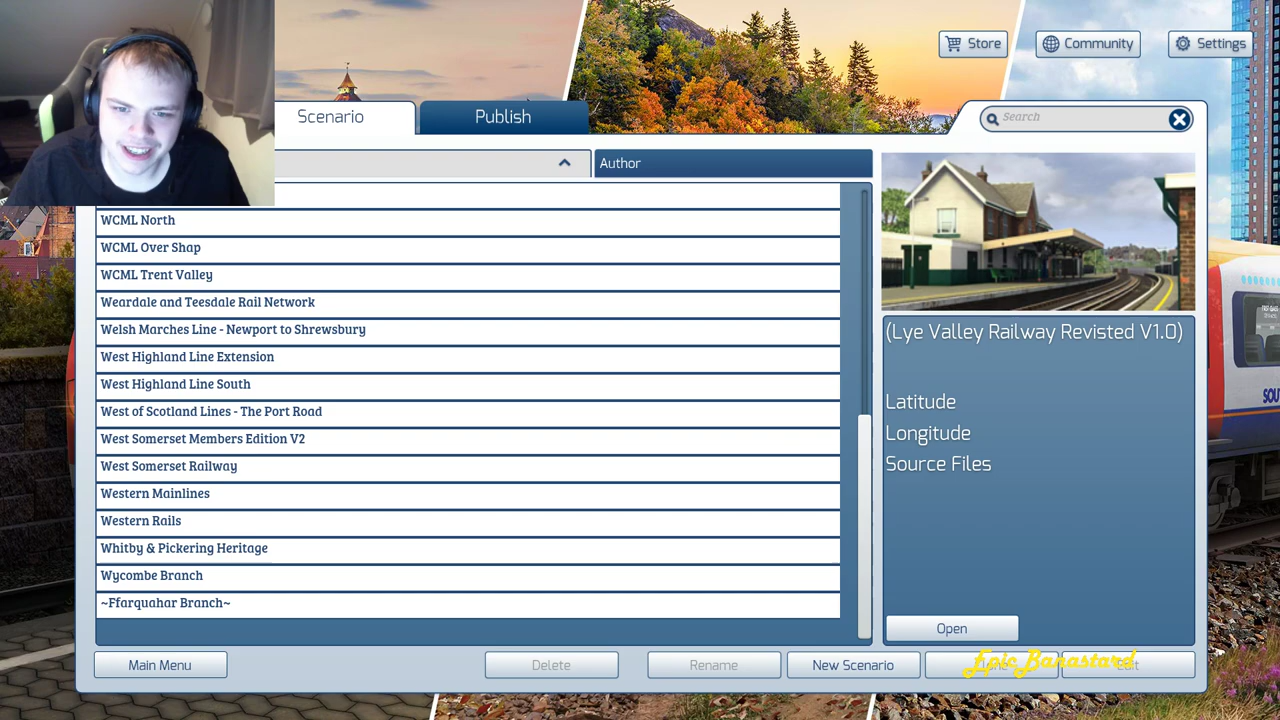 Store
Community
Settings
Scenario
Publish
Search
Author
WCML North
WCML Over Shap
WCML Trent Valley
Weardale and Teesdale Rail Network
Welsh Marches Line - Newport to Shrewsbury
West Highland Line Extension
West Highland Line South
West of Scotland Lines - The Port Road
West Somerset Members Edition V2
West Somerset Railway
Western Mainlines
Western Rails
Whitby & Pickering Heritage
Wycombe Branch
~Ffarquahar Branch~
(Lye Valley Railway Revisted V1.0)
Latitude
Longitude
Source Files
Open
Main Menu
Delete
Rename
New Scenario
Edit
Epic Banastard
SOU